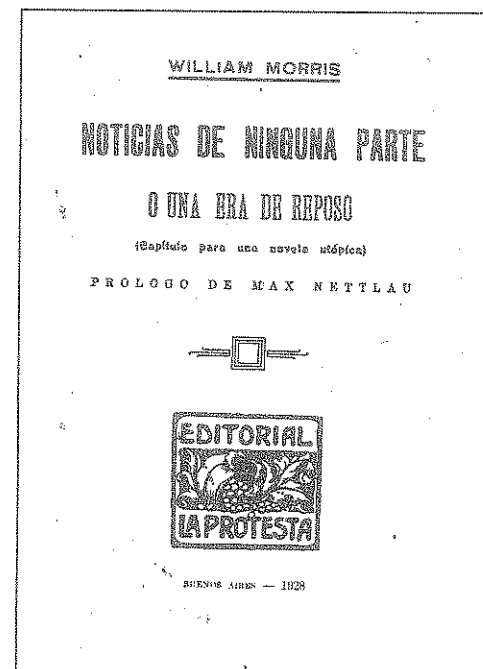 WILLIAM MORRIS
NOTICIAS DE NINGUNA PARTE
O UNA ERA DE REPOSO
(Capítulo para una novela utópica)
PROLOGO DE MAX NETTLAU
EDITORIAL
LA PROTESTA
BUENOS AIRES — 1928